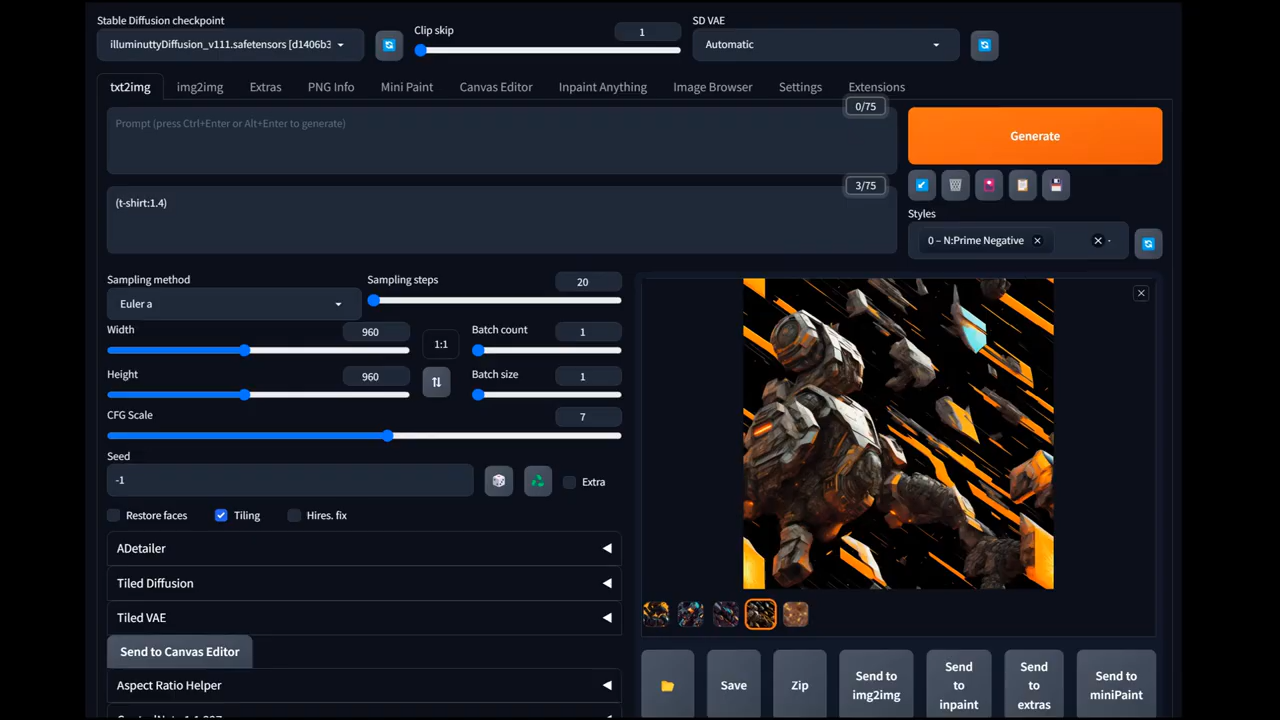 Stable Diffusion checkpoint
Clip skip
1
SD VAE
illuminuttyDiffusion_v111.safetensors [d1406b3
Automatic
txt2img
img2img
Extras
PNG Info
Mini Paint
Canvas Editor
Inpaint Anything
Image Browser
Settings
Extensions
0/75
Prompt (press Ctrl+Enter or Alt+Enter to generate)
Generate
3/75
(t-shirt:1.4)
Styles
0 – N:Prime Negative
Sampling method
Sampling steps
20
Euler a
Width
960
Batch count
1
1:1
Height
960
Batch size
1
CFG Scale
7
Seed
-1
Extra
Restore faces
Tiling
Hires. fix
ADetailer
Tiled Diffusion
Tiled VAE
Send to Canvas Editor
Aspect Ratio Helper
Save
Zip
Send to
img2img
Send
to
inpaint
Send
to
extras
Send to
miniPaint